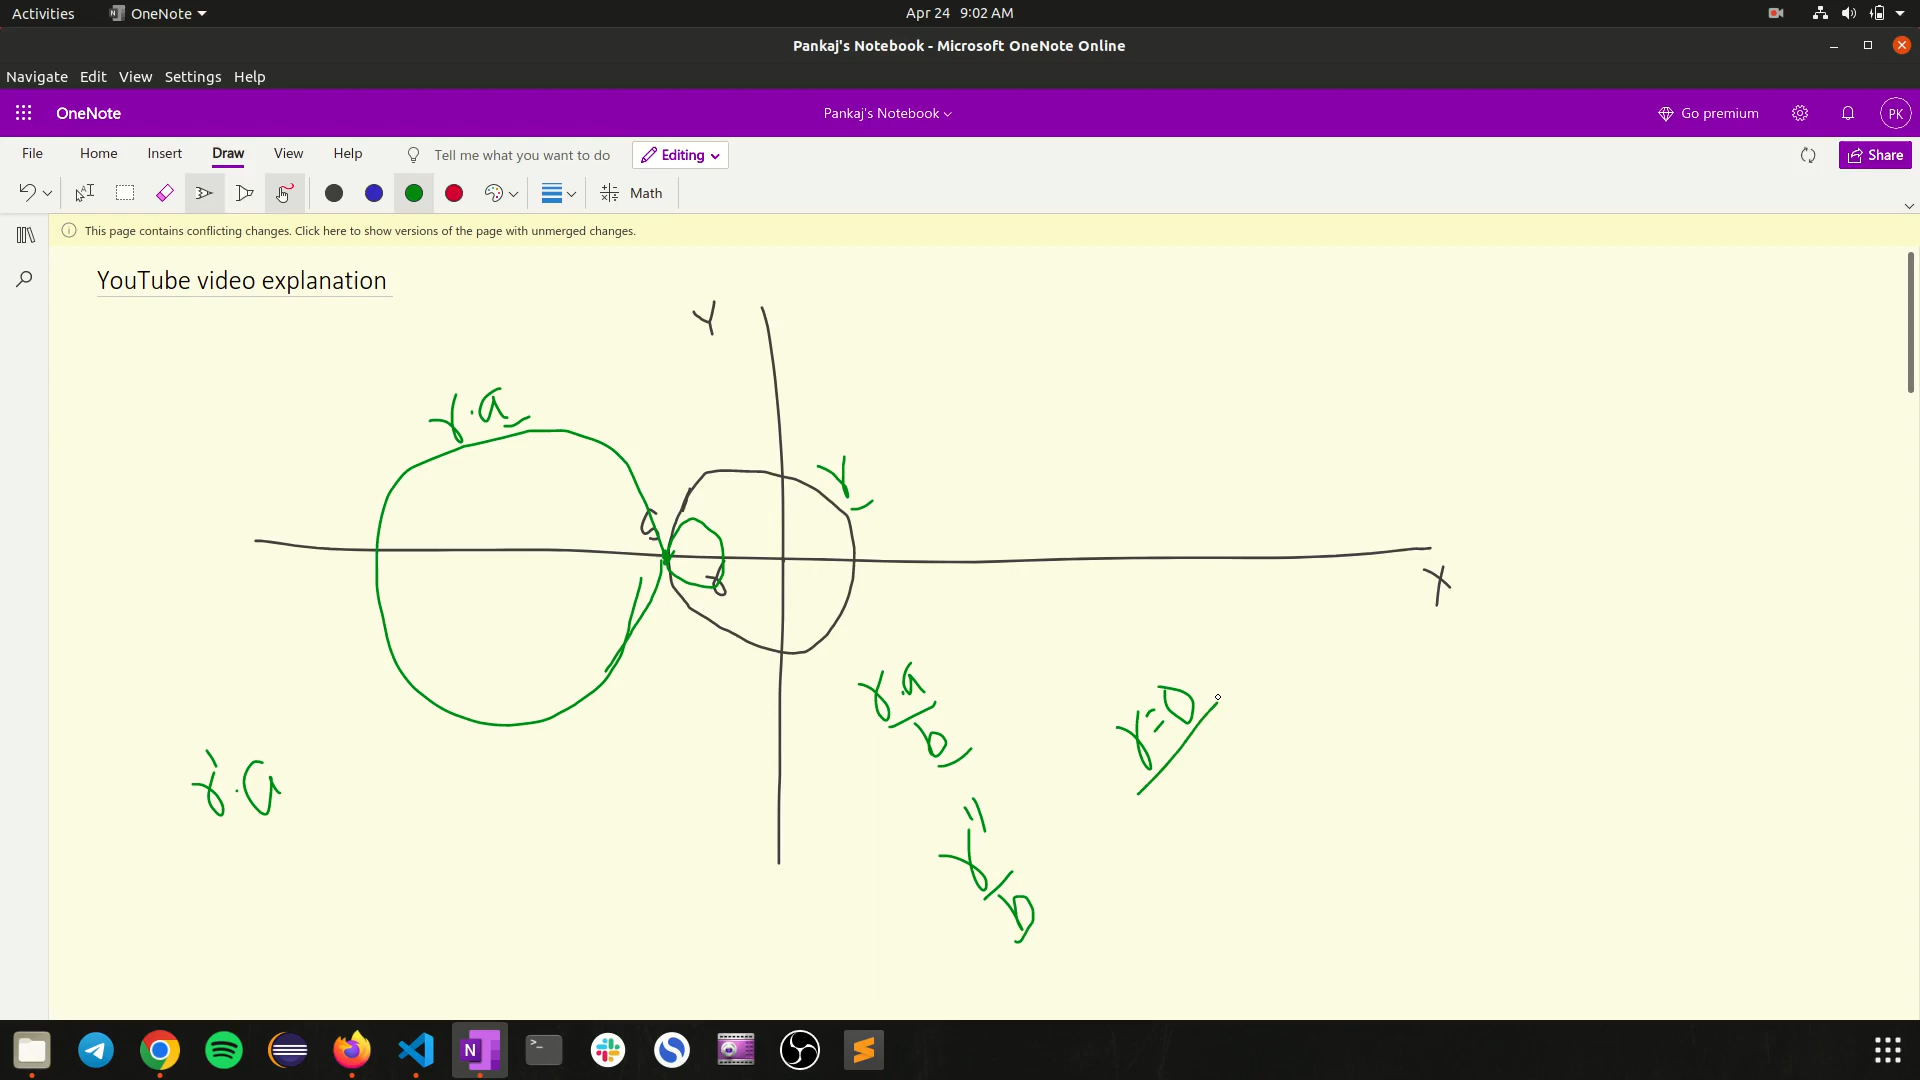 Activities
OneNote
Apr 24 9:02 AM
Pankaj's Notebook - Microsoft OneNote Online
Navigate Edit View Settings Help
OneNote
Pankaj's Notebook
Go premium
PK
File Home Insert Draw View Help
Tell me what you want to do
Editing
Share
Math
This page contains conflicting changes. Click here to show versions of the page with unmerged changes.
YouTube video explanation
Y
r.a
r
X
r.a
r=0
r.a